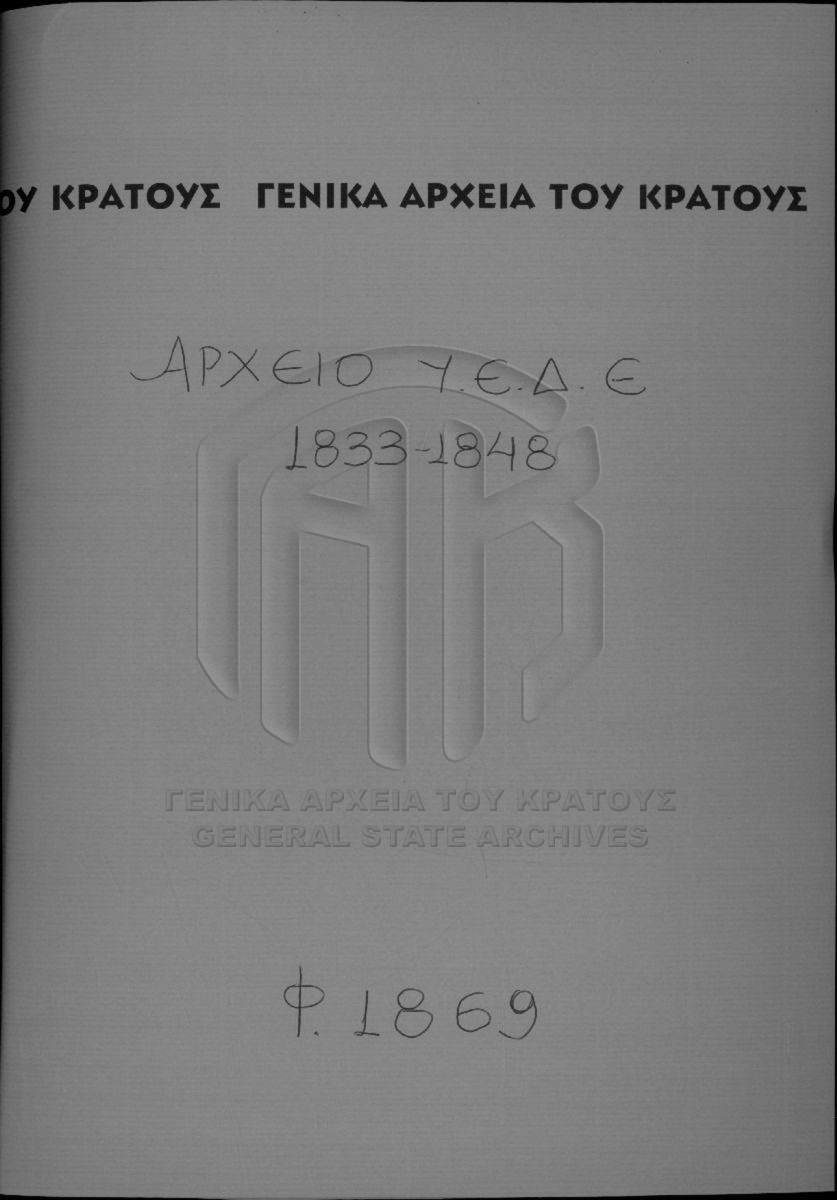 ΟΥ ΚΡΑΤΟΥΣ ΓΕΝΙΚΑ ΑΡΧΕΙΑ ΤΟΥ ΚΡΑΤΟΥΣ
ΑΡΧΕΙΟ Υ.Ε.Δ.Ε
1833-1848
ΓΕΝΙΚΑ ΑΡΧΕΙΑ ΤΟΥ ΚΡΑΤΟΥΣ
GENERAL STATE ARCHIVES
Φ. 1869